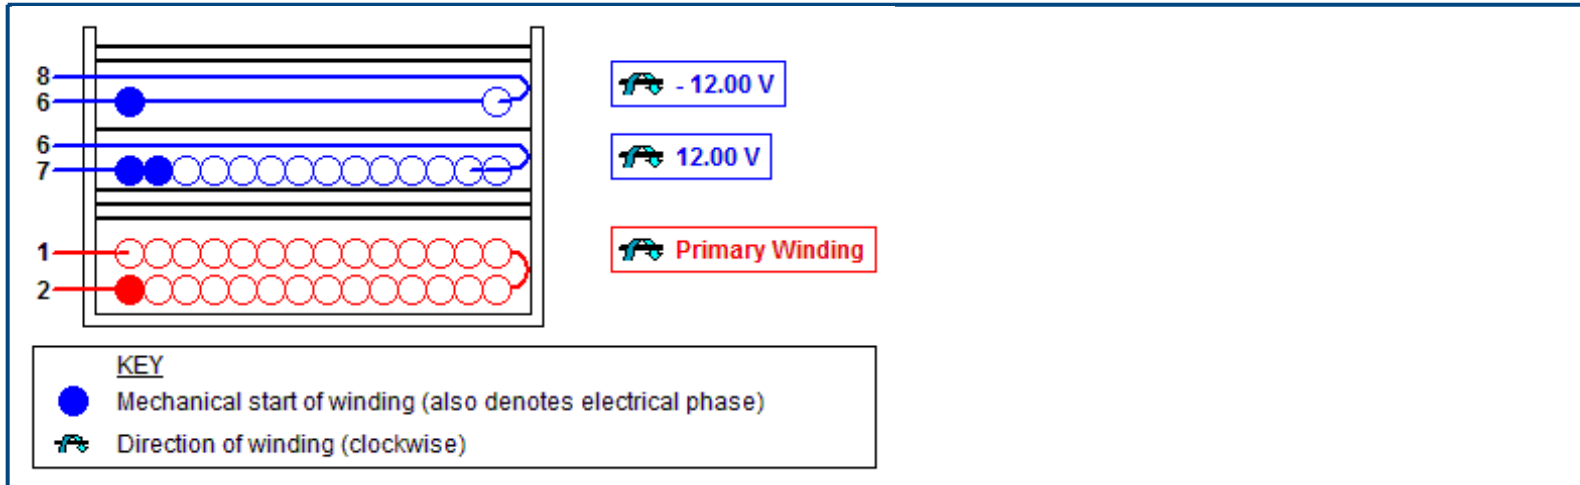 8
6
- 12.00 V
6
7
12.00 V
1
2
Primary Winding
KEY
Mechanical start of winding (also denotes electrical phase)
Direction of winding (clockwise)